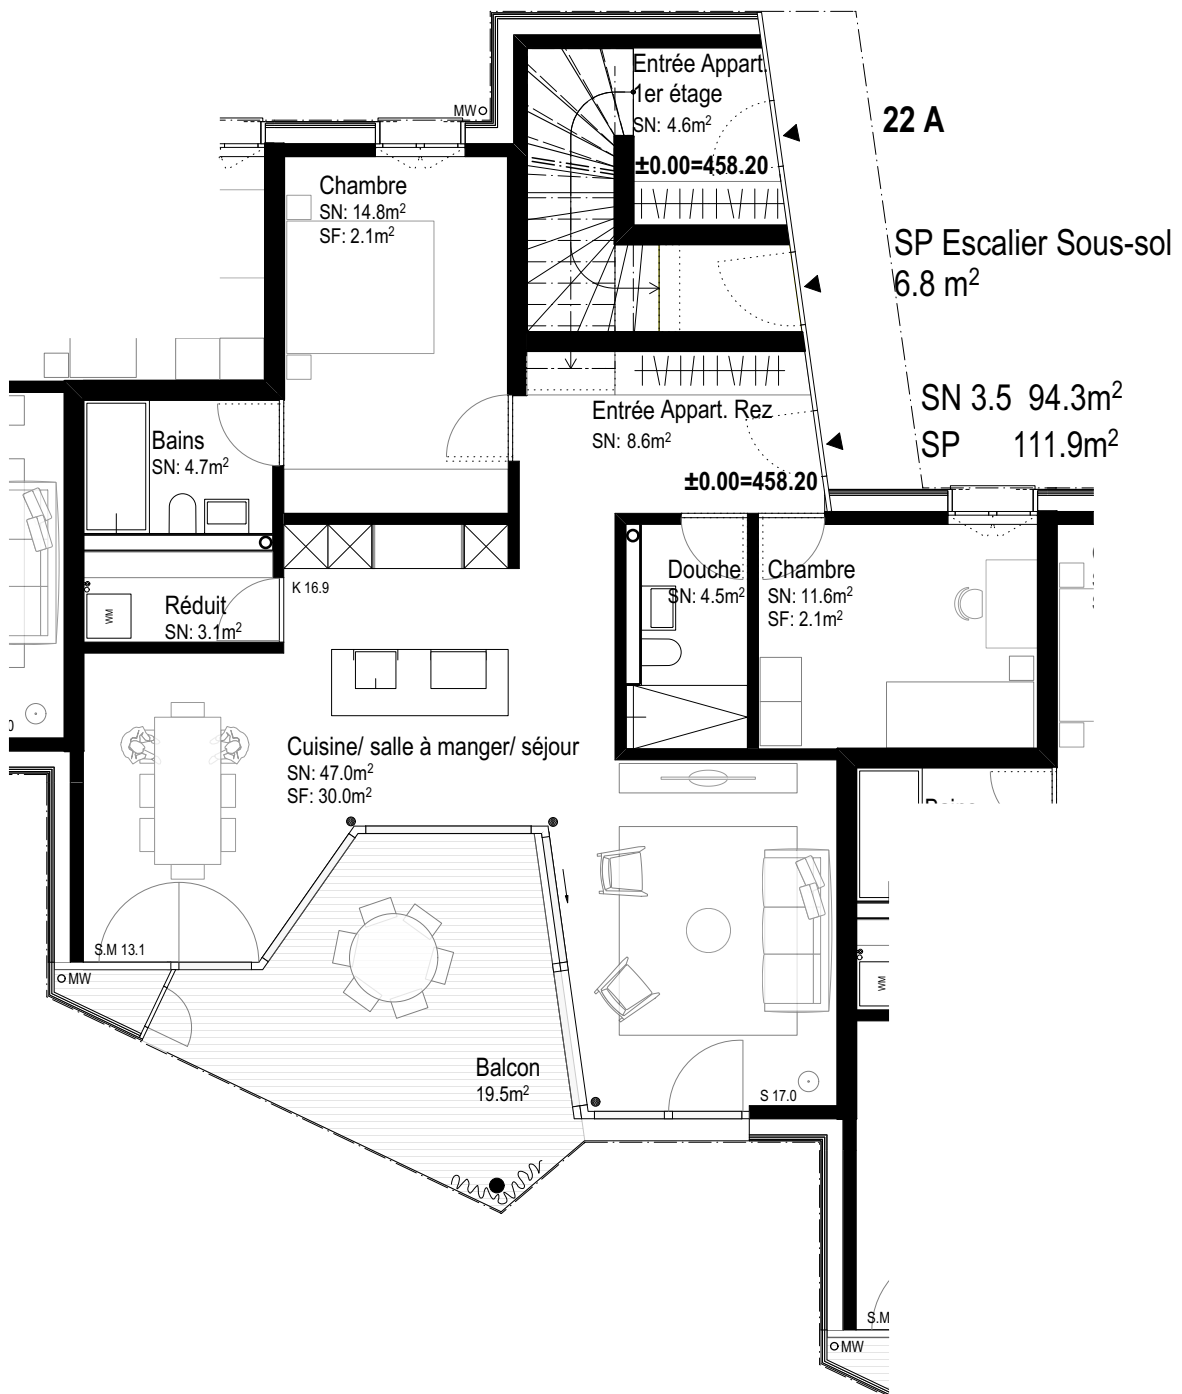 Entrée Appart.
1er étage
SN: 4.6m²
±0.00=458.20
MW
22 A
Chambre
SN: 14.8m²
SF: 2.1m²
SP Escalier Sous-sol
6.8 m²
SN 3.5 94.3m²
SP 111.9m²
Entrée Appart. Rez
SN: 8.6m²
±0.00=458.20
Bains
SN: 4.7m²
K 16.9
Réduit
SN: 3.1m²
WM
Douche
SN: 4.5m²
Chambre
SN: 11.6m²
SF: 2.1m²
Cuisine/ salle à manger/ séjour
SN: 47.0m²
SF: 30.0m²
S.M 13.1
MW
WM
Balcon
19.5m²
S 17.0
S.M
MW